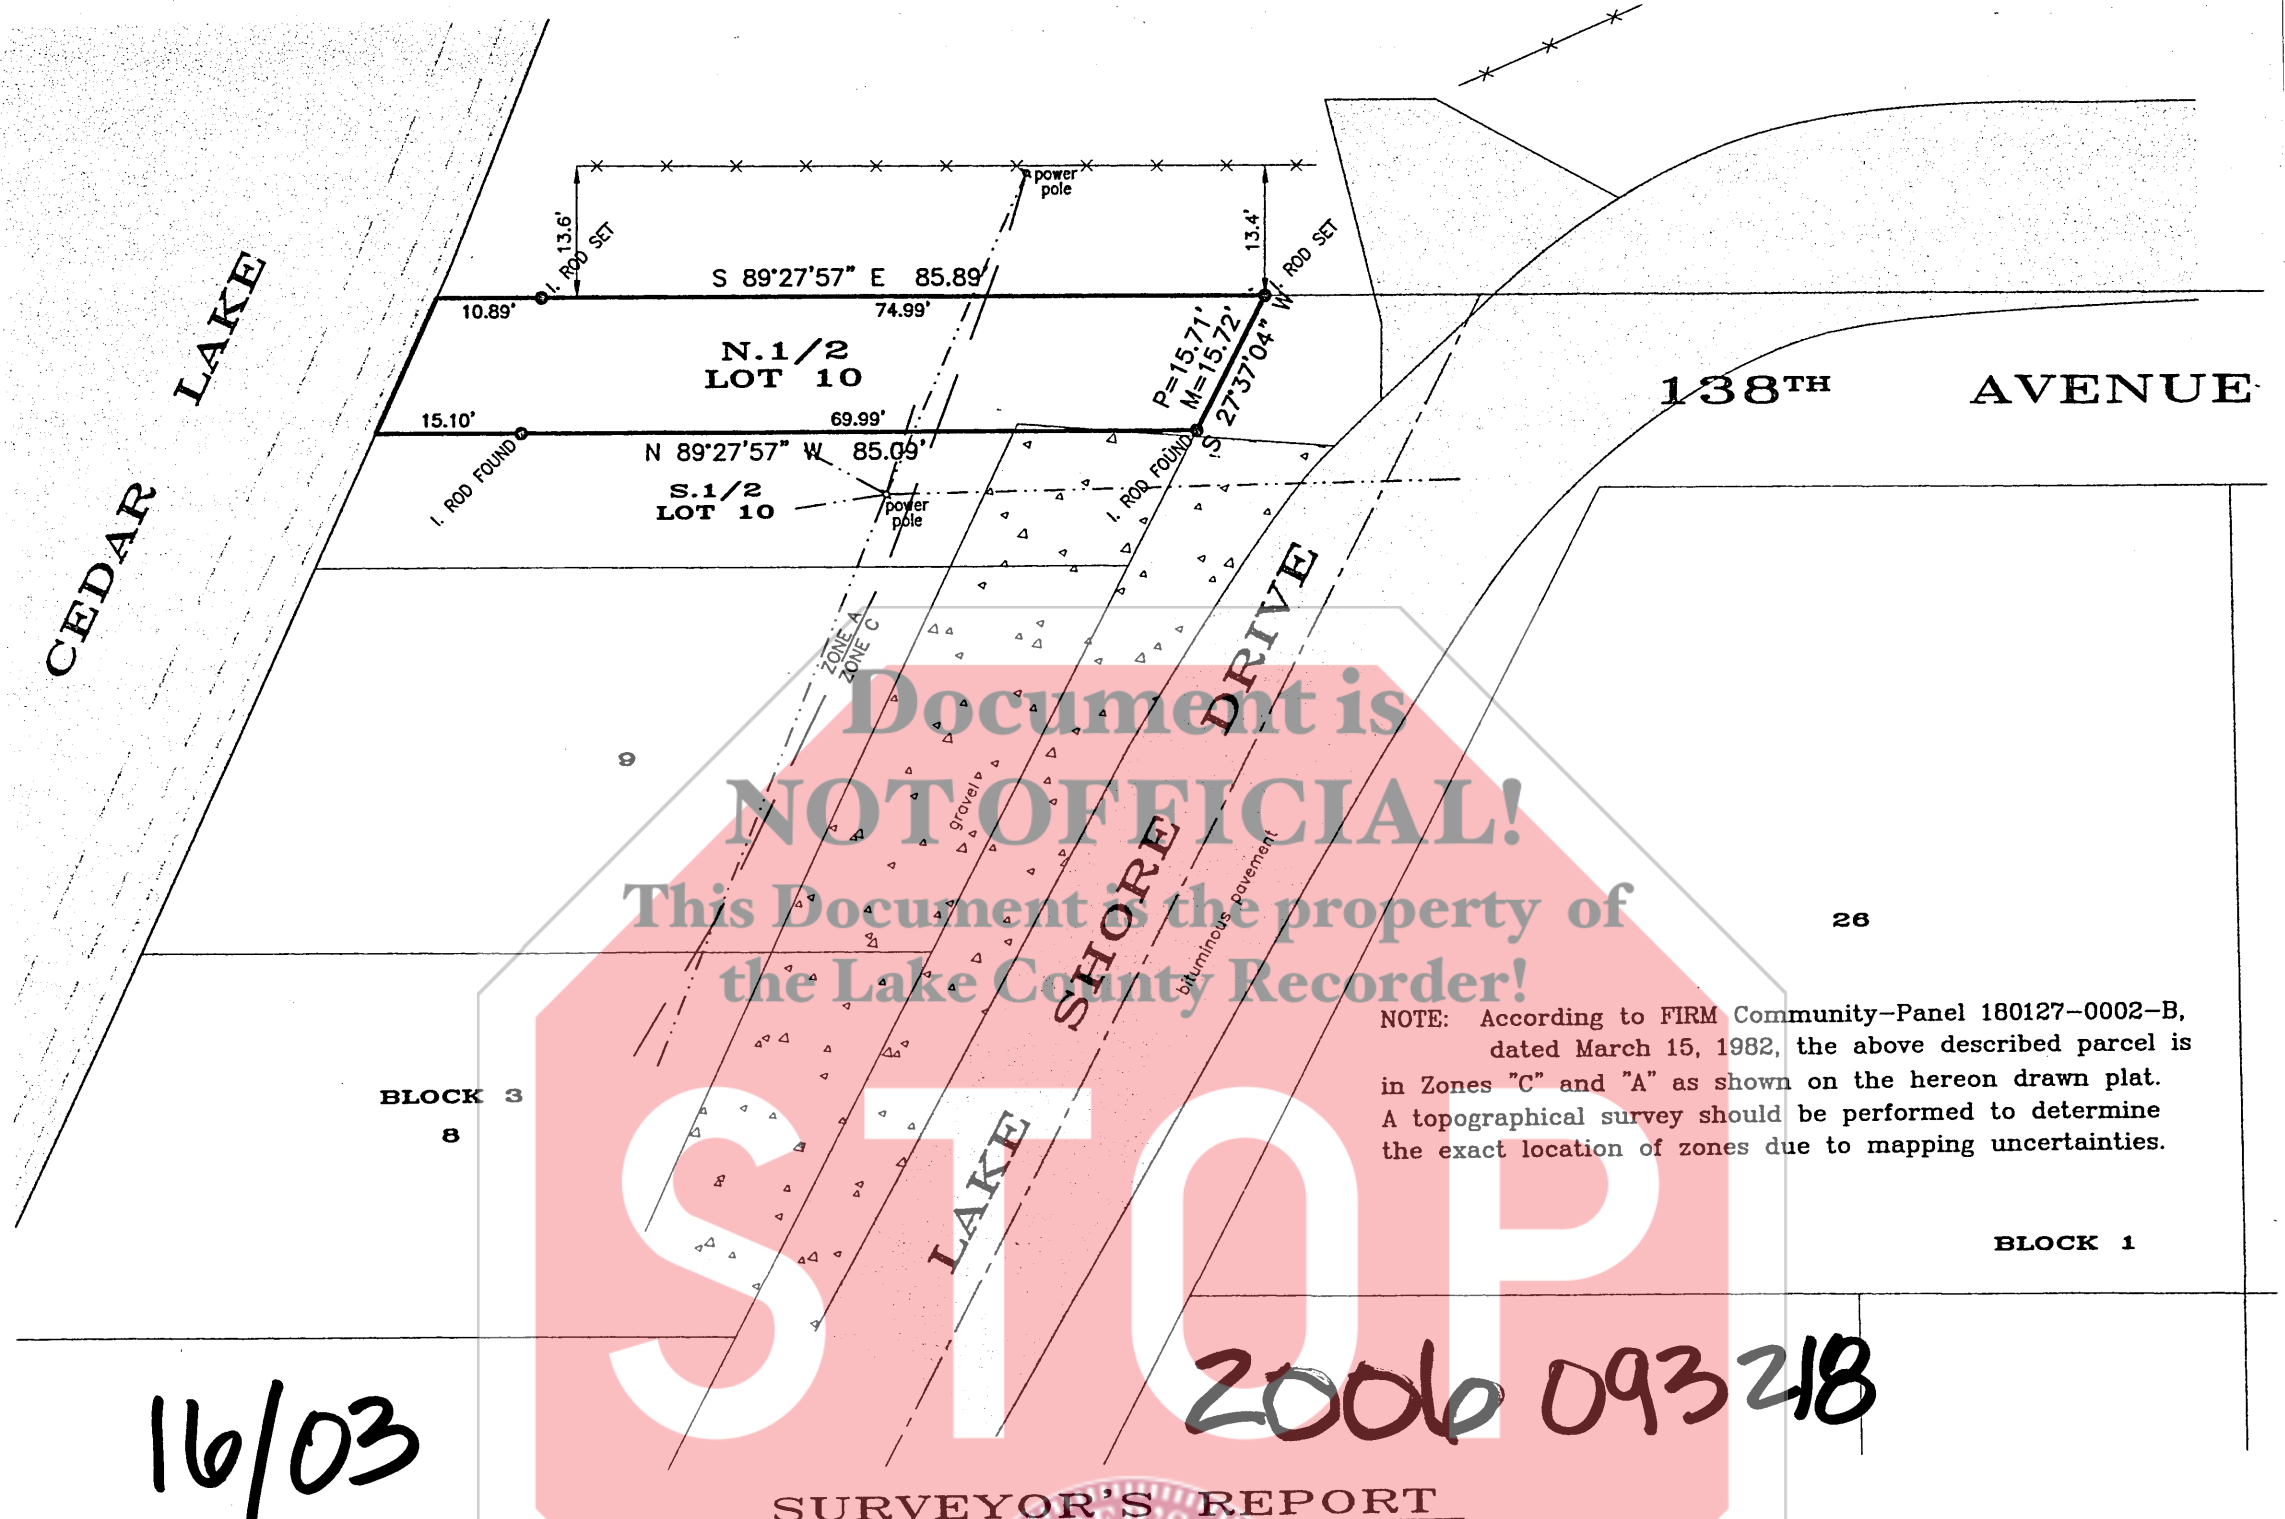 power
pole
13.6'
I. ROD SET
13.4'
I. ROD SET
S 89°27'57" E 85.89'
10.89'
74.99'
P=15.71'
M=15.72'
S 27°37'04" W
N.1/2
LOT 10
15.10'
69.99'
N 89°27'57" W 85.09'
I. ROD FOUND
I. ROD FOUND
S.1/2
LOT 10
power
pole
CEDAR LAKE
138TH AVENUE
ZONE A
ZONE C
LAKE SHORE DRIVE
gravel
bituminous pavement
9
26
BLOCK 3
8
NOTE: According to FIRM Community-Panel 180127-0002-B,
dated March 15, 1982, the above described parcel is
in Zones "C" and "A" as shown on the hereon drawn plat.
A topographical survey should be performed to determine
the exact location of zones due to mapping uncertainties.
BLOCK 1
Document is
NOT OFFICIAL!
This Document is the property of
the Lake County Recorder!
STOP
16/03
2006 093218
SURVEYOR'S REPORT